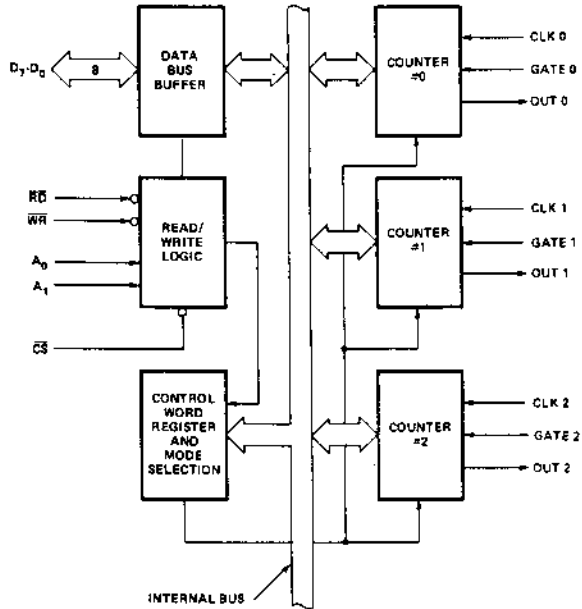 D7-D0
8
DATA
BUS
BUFFER
RD
WR
A0
A1
CS
READ/
WRITE
LOGIC
CONTROL
WORD
REGISTER
AND
MODE
SELECTION
INTERNAL BUS
COUNTER
#0
CLK 0
GATE 0
OUT 0
COUNTER
#1
CLK 1
GATE 1
OUT 1
COUNTER
#2
CLK 2
GATE 2
OUT 2